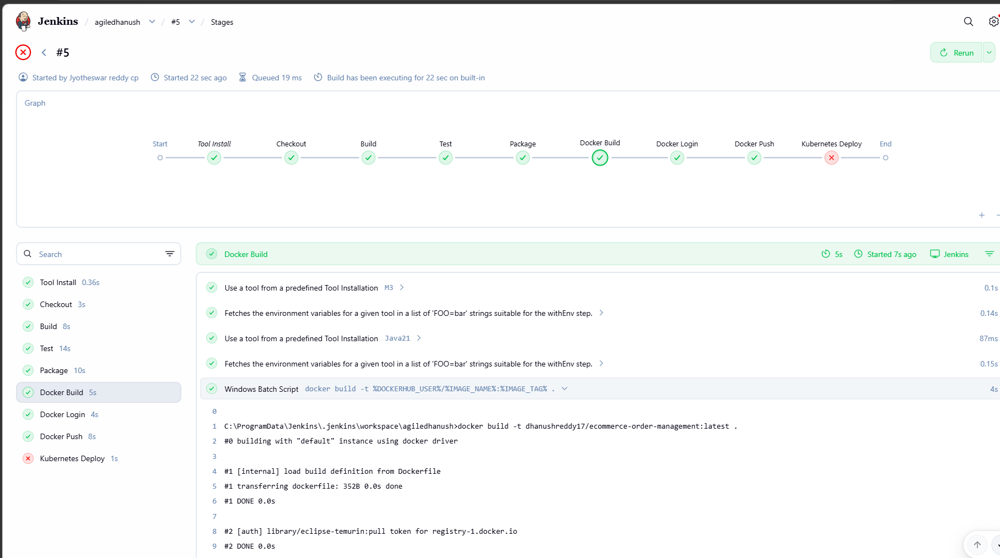 Jenkins / agiledhanush / #5 / Stages
#5
Rerun
Started by Jyotheswar reddy cp Started 22 sec ago Queued 19 ms Build has been executing for 22 sec on built-in
Graph
Start Tool Install Checkout Build Test Package Docker Build Docker Login Docker Push Kubernetes Deploy End
Search
Tool Install 0.36s
Checkout 3s
Build 8s
Test 14s
Package 10s
Docker Build 5s
Docker Login 4s
Docker Push 8s
Kubernetes Deploy 1s
Docker Build 5s Started 7s ago Jenkins
Use a tool from a predefined Tool Installation M3 0.1s
Fetches the environment variables for a given tool in a list of 'FOO=bar' strings suitable for the withEnv step. 0.14s
Use a tool from a predefined Tool Installation Java21 87ms
Fetches the environment variables for a given tool in a list of 'FOO=bar' strings suitable for the withEnv step. 0.15s
Windows Batch Script docker build -t %DOCKERHUB_USER%/%IMAGE_NAME%:%IMAGE_TAG% . 4s
0
1 C:\ProgramData\Jenkins\.jenkins\workspace\agiledhanush>docker build -t dhanushreddy17/ecommerce-order-management:latest .
2 #0 building with "default" instance using docker driver
3
4 #1 [internal] load build definition from Dockerfile
5 #1 transferring dockerfile: 352B 0.0s done
6 #1 DONE 0.0s
7
8 #2 [auth] library/eclipse-temurin:pull token for registry-1.docker.io
9 #2 DONE 0.0s